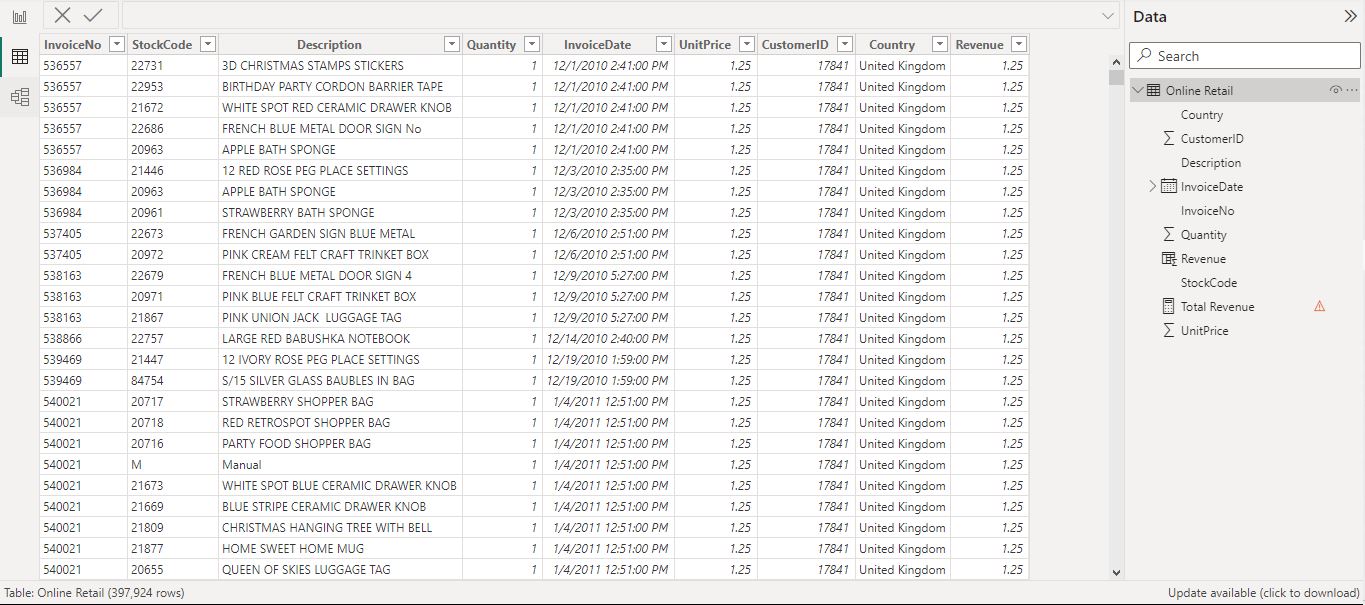 Data
InvoiceNo StockCode Description Quantity InvoiceDate UnitPrice CustomerID Country Revenue
536557 22731 3D CHRISTMAS STAMPS STICKERS 1 12/1/2010 2:41:00 PM 1.25 17841 United Kingdom 1.25
536557 22953 BIRTHDAY PARTY CORDON BARRIER TAPE 1 12/1/2010 2:41:00 PM 1.25 17841 United Kingdom 1.25
536557 21672 WHITE SPOT RED CERAMIC DRAWER KNOB 1 12/1/2010 2:41:00 PM 1.25 17841 United Kingdom 1.25
536557 22686 FRENCH BLUE METAL DOOR SIGN No 1 12/1/2010 2:41:00 PM 1.25 17841 United Kingdom 1.25
536557 20963 APPLE BATH SPONGE 1 12/1/2010 2:41:00 PM 1.25 17841 United Kingdom 1.25
536984 21446 12 RED ROSE PEG PLACE SETTINGS 1 12/3/2010 2:35:00 PM 1.25 17841 United Kingdom 1.25
536984 20963 APPLE BATH SPONGE 1 12/3/2010 2:35:00 PM 1.25 17841 United Kingdom 1.25
536984 20961 STRAWBERRY BATH SPONGE 1 12/3/2010 2:35:00 PM 1.25 17841 United Kingdom 1.25
537405 22673 FRENCH GARDEN SIGN BLUE METAL 1 12/6/2010 2:51:00 PM 1.25 17841 United Kingdom 1.25
537405 20972 PINK CREAM FELT CRAFT TRINKET BOX 1 12/6/2010 2:51:00 PM 1.25 17841 United Kingdom 1.25
538163 22679 FRENCH BLUE METAL DOOR SIGN 4 1 12/9/2010 5:27:00 PM 1.25 17841 United Kingdom 1.25
538163 20971 PINK BLUE FELT CRAFT TRINKET BOX 1 12/9/2010 5:27:00 PM 1.25 17841 United Kingdom 1.25
538163 21867 PINK UNION JACK  LUGGAGE TAG 1 12/9/2010 5:27:00 PM 1.25 17841 United Kingdom 1.25
538866 22757 LARGE RED BABUSHKA NOTEBOOK 1 12/14/2010 2:40:00 PM 1.25 17841 United Kingdom 1.25
539469 21447 12 IVORY ROSE PEG PLACE SETTINGS 1 12/19/2010 1:59:00 PM 1.25 17841 United Kingdom 1.25
539469 84754 S/15 SILVER GLASS BAUBLES IN BAG 1 12/19/2010 1:59:00 PM 1.25 17841 United Kingdom 1.25
540021 20717 STRAWBERRY SHOPPER BAG 1 1/4/2011 12:51:00 PM 1.25 17841 United Kingdom 1.25
540021 20718 RED RETROSPOT SHOPPER BAG 1 1/4/2011 12:51:00 PM 1.25 17841 United Kingdom 1.25
540021 20716 PARTY FOOD SHOPPER BAG 1 1/4/2011 12:51:00 PM 1.25 17841 United Kingdom 1.25
540021 M Manual 1 1/4/2011 12:51:00 PM 1.25 17841 United Kingdom 1.25
540021 21673 WHITE SPOT BLUE CERAMIC DRAWER KNOB 1 1/4/2011 12:51:00 PM 1.25 17841 United Kingdom 1.25
540021 21669 BLUE STRIPE CERAMIC DRAWER KNOB 1 1/4/2011 12:51:00 PM 1.25 17841 United Kingdom 1.25
540021 21809 CHRISTMAS HANGING TREE WITH BELL 1 1/4/2011 12:51:00 PM 1.25 17841 United Kingdom 1.25
540021 21877 HOME SWEET HOME MUG 1 1/4/2011 12:51:00 PM 1.25 17841 United Kingdom 1.25
540021 20655 QUEEN OF SKIES LUGGAGE TAG 1 1/4/2011 12:51:00 PM 1.25 17841 United Kingdom 1.25
Search
Online Retail
Country
CustomerID
Description
InvoiceDate
InvoiceNo
Quantity
Revenue
StockCode
Total Revenue
UnitPrice
Table: Online Retail (397,924 rows)
Update available (click to download)